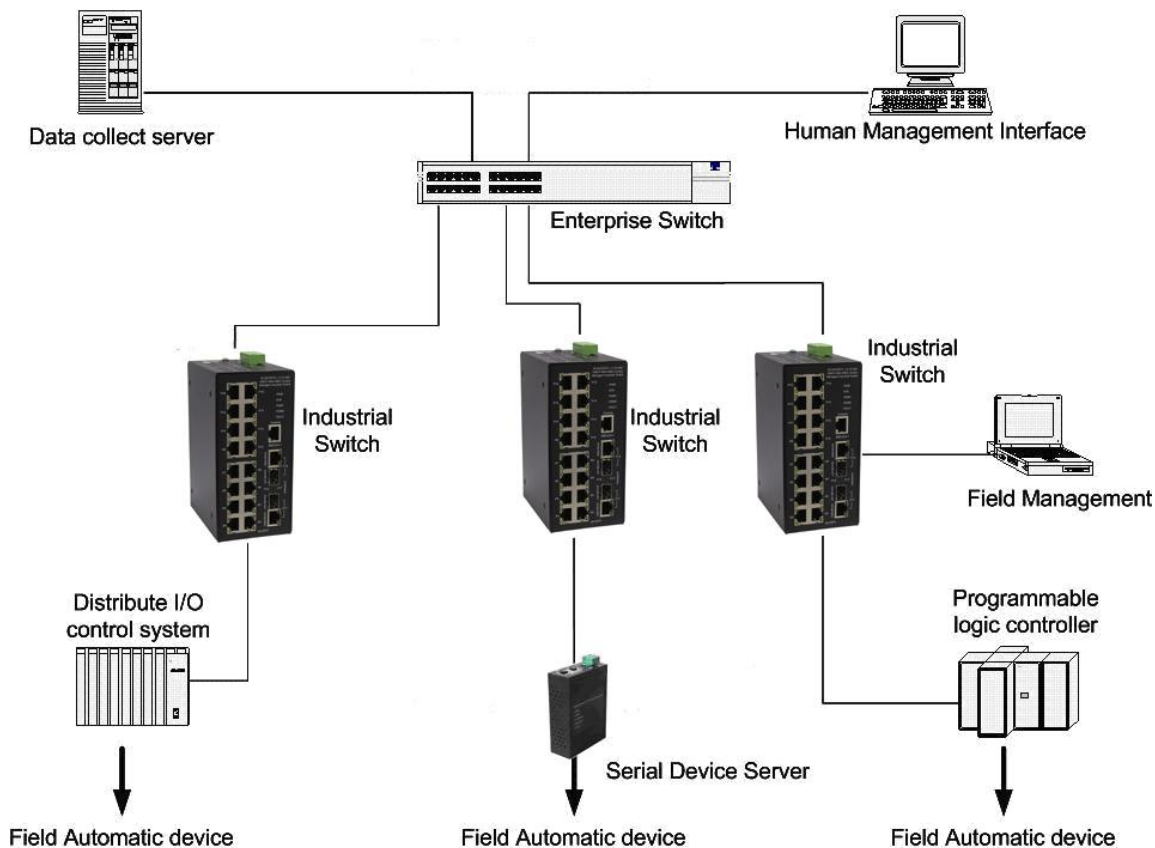 Data collect server
Human Management Interface
Enterprise Switch
Industrial
Switch
Industrial
Switch
Industrial
Switch
Field Management
Distribute I/O
control system
Programmable
logic controller
Serial Device Server
Field Automatic device
Field Automatic device
Field Automatic device